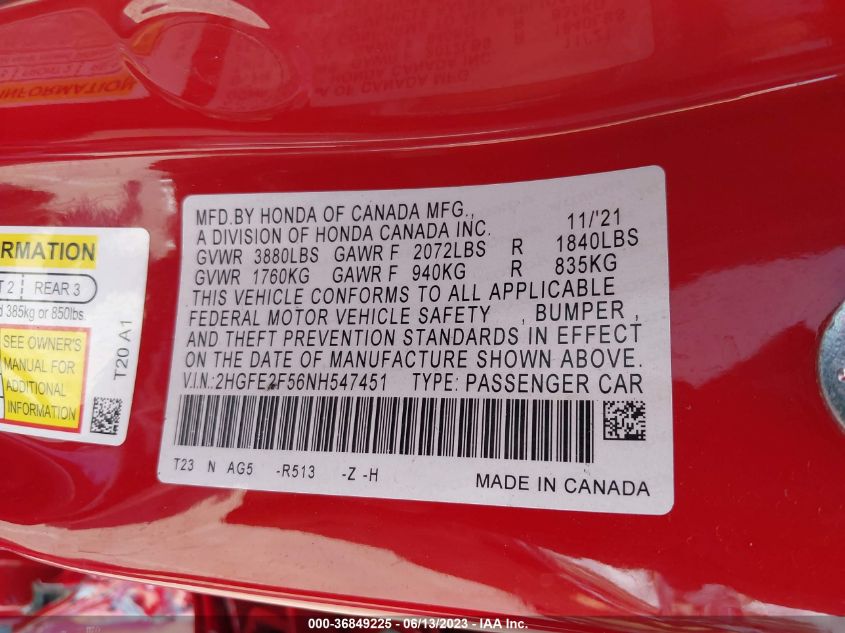 RMATION
T 2 REAR 3
d 385kg or 850lbs.
SEE OWNER'S
MANUAL FOR
ADDITIONAL
INFORMATION
T20 A1
MFD.BY HONDA OF CANADA MFG., 11/'21
A DIVISION OF HONDA CANADA INC.
GVWR 3880LBS GAWR F 2072LBS R 1840LBS
GVWR 1760KG GAWR F 940KG R 835KG
THIS VEHICLE CONFORMS TO ALL APPLICABLE
FEDERAL MOTOR VEHICLE SAFETY , BUMPER ,
AND THEFT PREVENTION STANDARDS IN EFFECT
ON THE DATE OF MANUFACTURE SHOWN ABOVE.
V.I.N.:2HGFE2F56NH547451 TYPE: PASSENGER CAR
T23 N AG5 -R513 -Z -H MADE IN CANADA
000-36849225 - 06/13/2023 - IAA Inc.